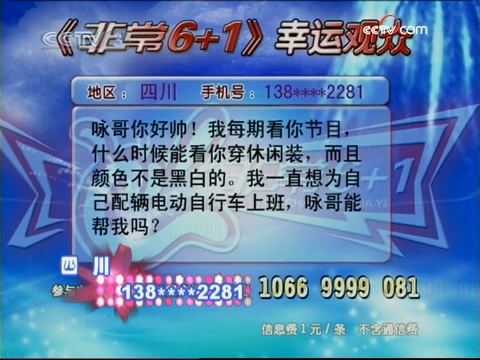 《非常6+1》幸运观众
CCTV.com
地区：四川 手机号：138****2281
咏哥你好帅！我每期看你节目，
什么时候能看你穿休闲装，而且
颜色不是黑白的。我一直想为自
己配辆电动自行车上班，咏哥能
帮我吗？
四川
138****2281
1066 9999 081
信息费1元/条 不含通信费